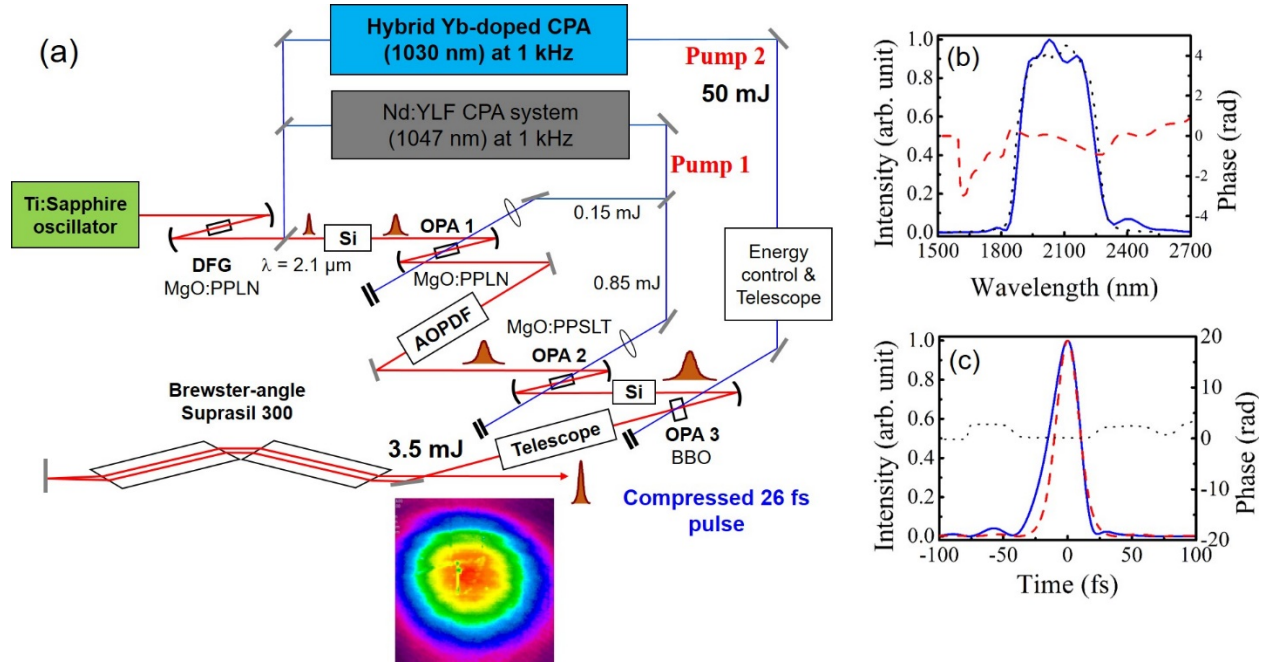 (a)
Hybrid Yb-doped CPA
(1030 nm) at 1 kHz
Pump 2
50 mJ
Nd:YLF CPA system
(1047 nm) at 1 kHz
Pump 1
Ti:Sapphire
oscillator
DFG
MgO:PPLN
λ = 2.1 μm
Si
OPA 1
MgO:PPLN
0.15 mJ
0.85 mJ
Energy
control &
Telescope
AOPDF
MgO:PPSLT
OPA 2
Si
OPA 3
BBO
Brewster-angle
Suprasil 300
3.5 mJ
Telescope
Compressed 26 fs
pulse
(b)
Intensity (arb. unit)
1.0
0.8
0.6
0.4
0.2
0.0
1500
1800
2100
2400
2700
Wavelength (nm)
4
2
0
-2
-4
Phase (rad)
(c)
Intensity (arb. unit)
1.0
0.8
0.6
0.4
0.2
0.0
-100
-50
0
50
100
Time (fs)
20
10
0
-10
-20
Phase (rad)